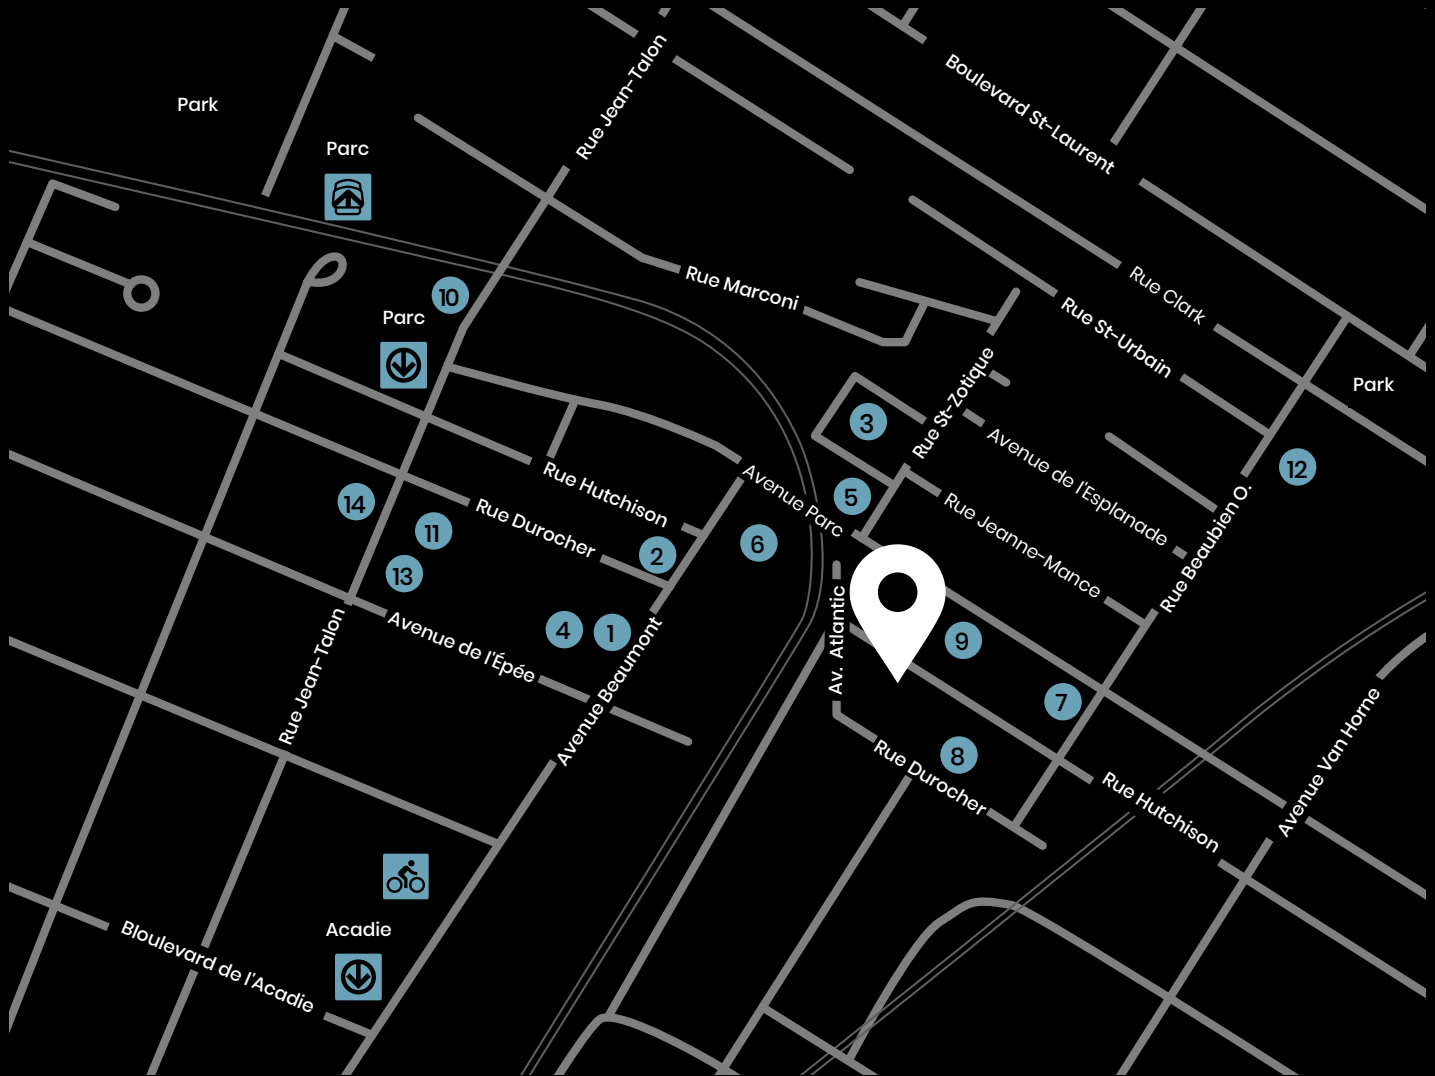 Rue Jean-Talon
Boulevard St-Laurent
Park
Parc
Rue Marconi
Rue Clark
10
Parc
Rue St-Urbain
Rue St-Zotique
Park
3
Avenue de l'Esplanade
12
Rue Hutchison
Avenue Parc
5
14
Rue Durocher
11
Rue Jeanne-Mance
6
2
Rue Beaubien O.
13
Avenue de l'Épée
4
1
Av. Atlantic
9
Rue Jean-Talon
Avenue Beaumont
7
Avenue Van Horne
8
Rue Durocher
Rue Hutchison
Acadie
Bloulevard de l'Acadie